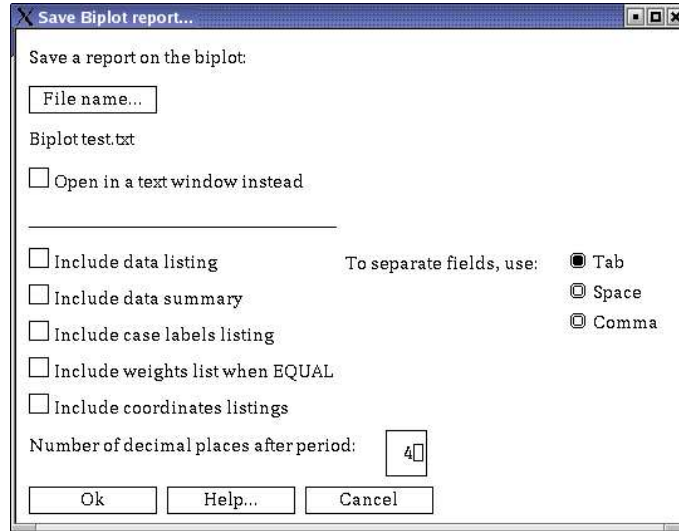 Save Biplot report...
Save a report on the biplot:
File name...
Biplot test.txt
Open in a text window instead
Include data listing
To separate fields, use:
Tab
Include data summary
Space
Include case labels listing
Comma
Include weights list when EQUAL
Include coordinates listings
Number of decimal places after period:
4
Ok
Help...
Cancel